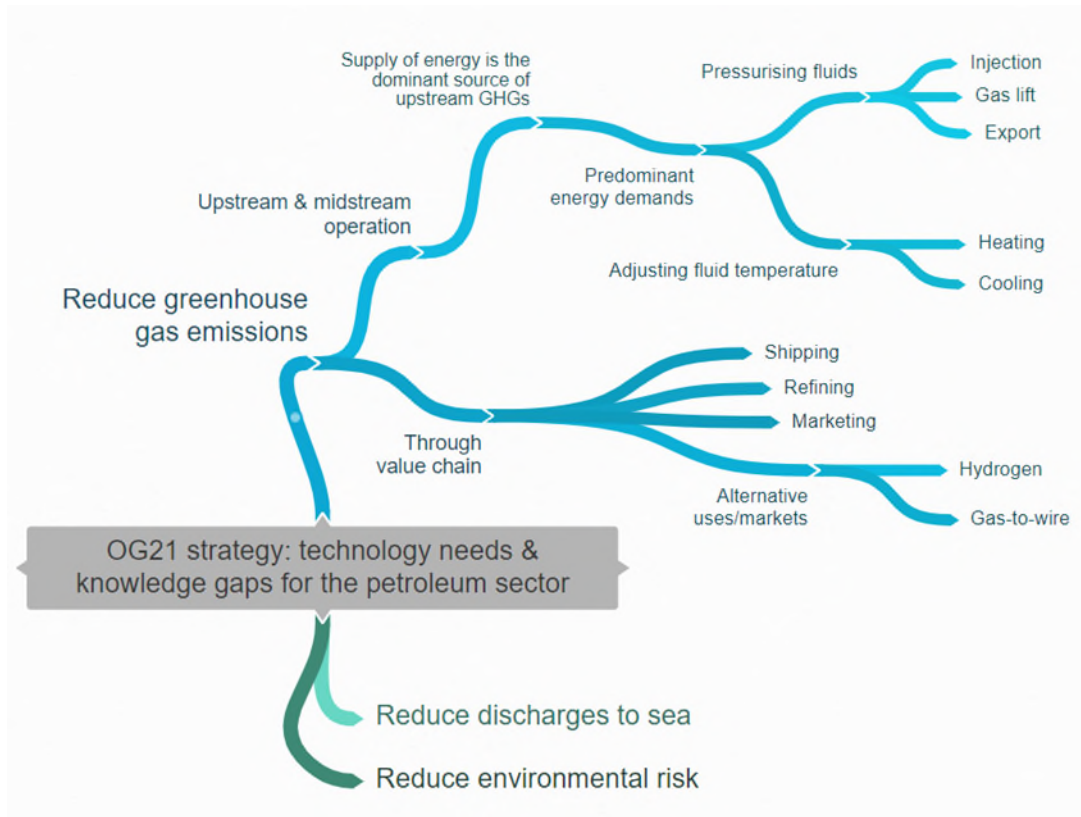 Supply of energy is the
dominant source of
upstream GHGs
Pressurising fluids
Injection
Gas lift
Export
Predominant
energy demands
Upstream & midstream
operation
Adjusting fluid temperature
Heating
Cooling
Reduce greenhouse
gas emissions
Shipping
Refining
Marketing
Through
value chain
Alternative
uses/markets
Hydrogen
Gas-to-wire
OG21 strategy: technology needs &
knowledge gaps for the petroleum sector
Reduce discharges to sea
Reduce environmental risk